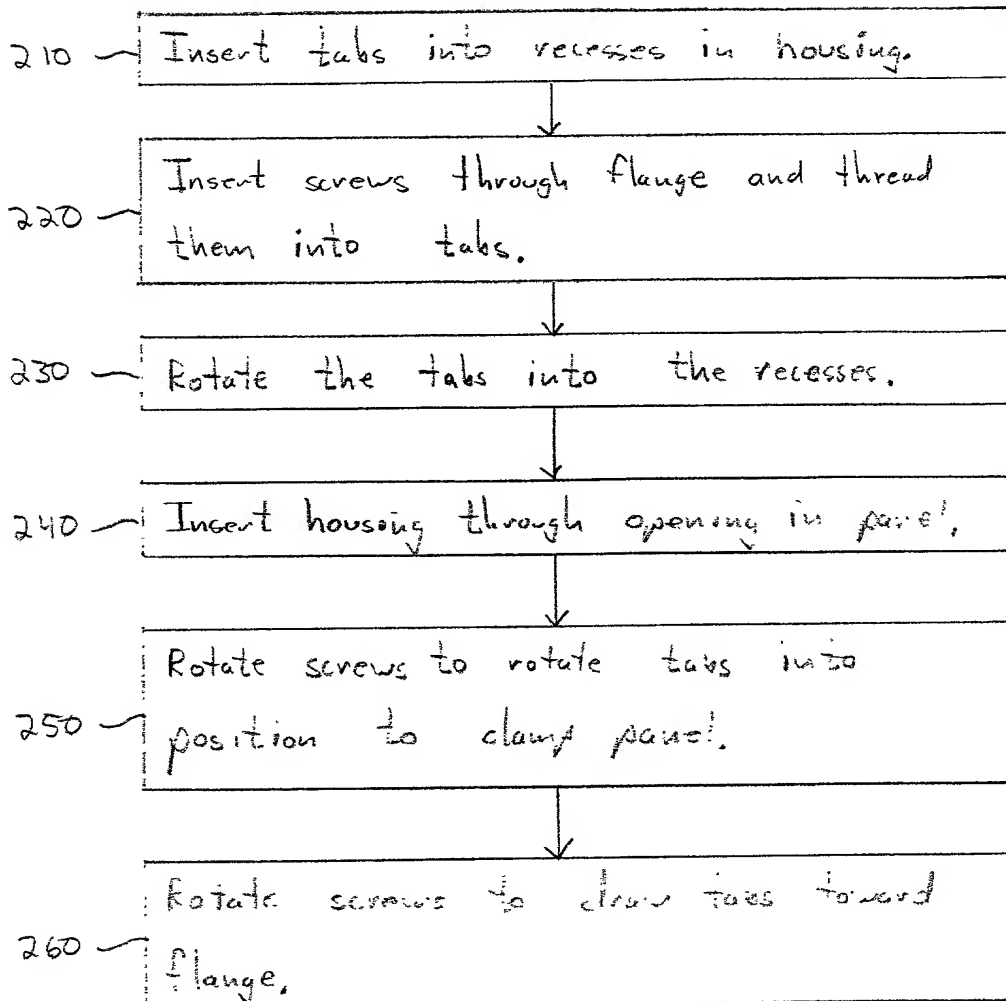 210 Insert tabs into recesses in housing.
Insert screws through flange and thread
220 them into tabs.
230 Rotate the tabs into the recesses.
240 Insert housing through opening in panel.
Rotate screws to rotate tabs into
250 position to clamp panel.
Rotate screws to draw tabs toward
260 flange.